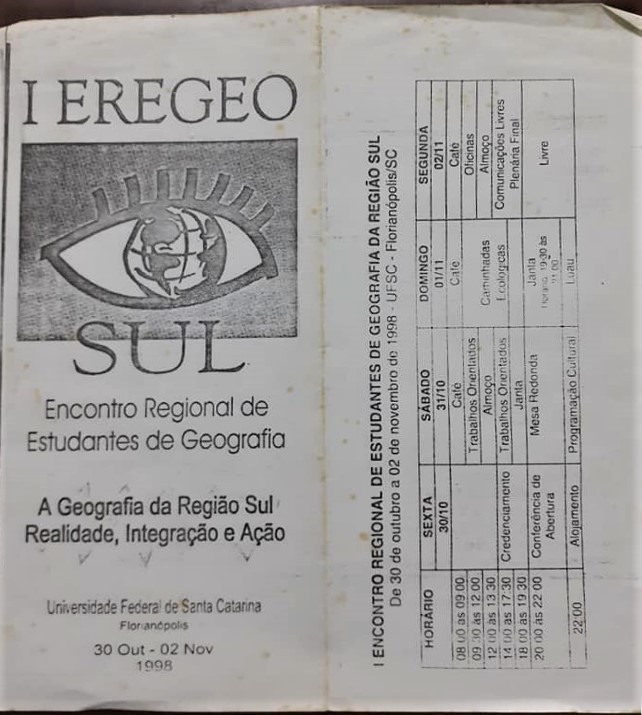 I EREGEO
SUL
Encontro Regional de
Estudantes de Geografia
A Geografia da Região Sul
Realidade, Integração e Ação
Universidade Federal de Santa Catarina
Florianópolis
30 Out - 02 Nov
1998
I ENCONTRO REGIONAL DE ESTUDANTES DE GEOGRAFIA DA REGIÃO SUL
De 30 de outubro a 02 de novembro de 1998 - UFSC - Florianópolis/SC
HORÁRIO SEXTA SÁBADO DOMINGO SEGUNDA
30/10 31/10 01/11 02/11
08 00 às 09 00 Café Café Café
09 00 às 12 00 Trabalhos Orientados Oficinas
12 00 às 13 30 Almoço Caminhadas Almoço
14 00 às 17 30 Credenciamento Trabalhos Orientados Ecológicas Comunicações Livres
Plenária Final
18 00 às 19 30 Janta
20 00 às 22 00 Conferência de Mesa Redonda Janta Livre
Abertura Horário 19:30 às
22:00 Alojamento Programação Cultural Luau